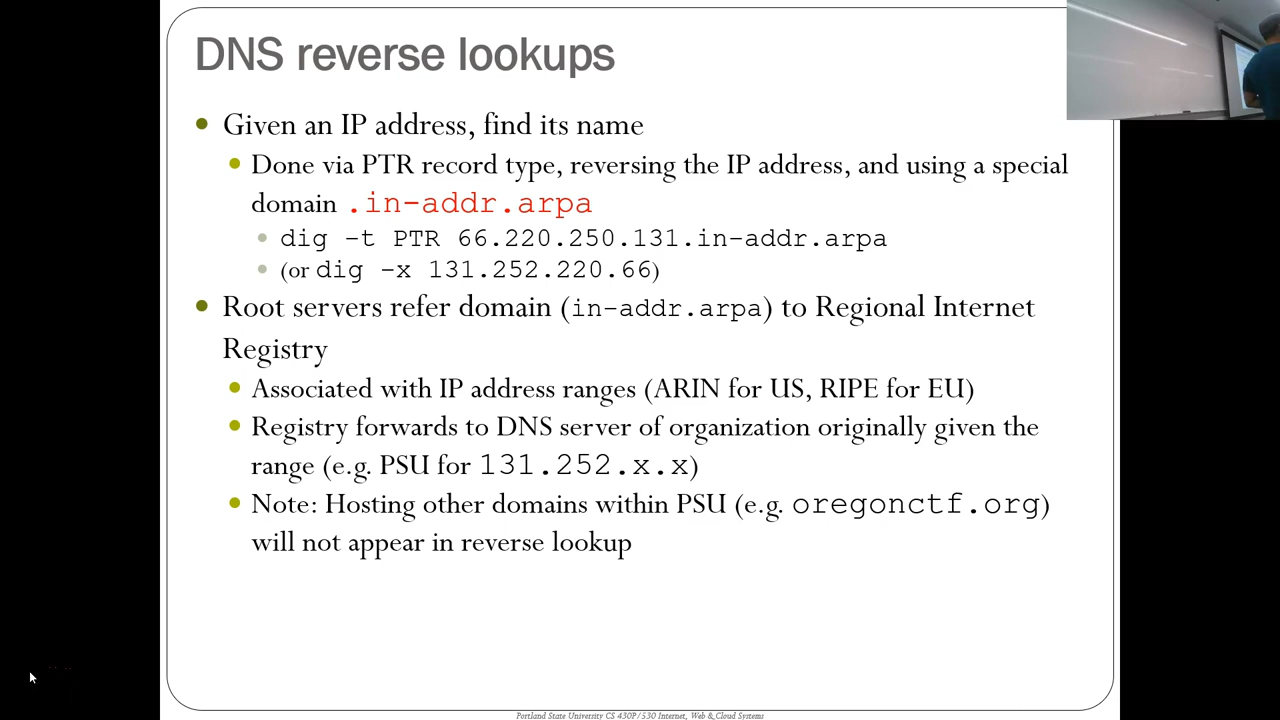 DNS reverse lookups
Given an IP address, find its name
Done via PTR record type, reversing the IP address, and using a special
domain .in-addr.arpa
dig -t PTR 66.220.250.131.in-addr.arpa
(or dig -x 131.252.220.66)
Root servers refer domain (in-addr.arpa) to Regional Internet
Registry
Associated with IP address ranges (ARIN for US, RIPE for EU)
Registry forwards to DNS server of organization originally given the
range (e.g. PSU for 131.252.x.x)
Note: Hosting other domains within PSU (e.g. oregonctf.org)
will not appear in reverse lookup
Portland State University CS 430P/530 Internet, Web & Cloud Systems